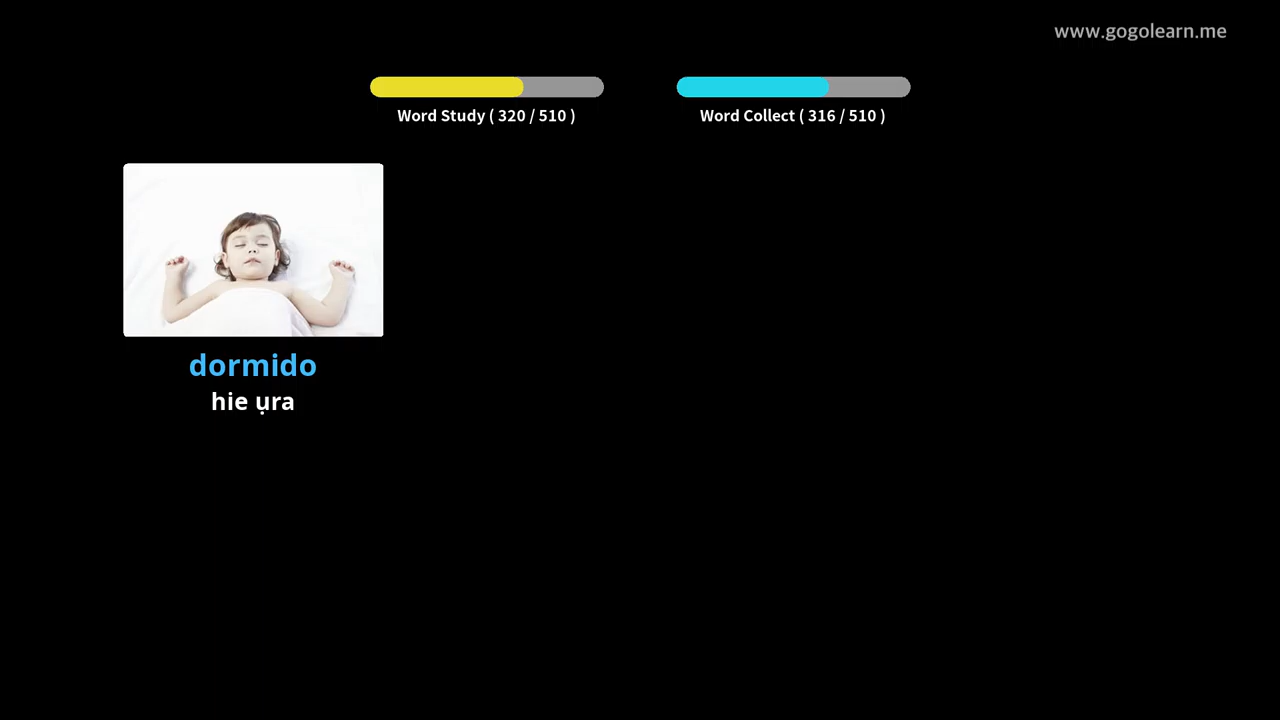 www.gogolearn.me
Word Study ( 320 / 510 )
Word Collect ( 316 / 510 )
dormido
hie ụra